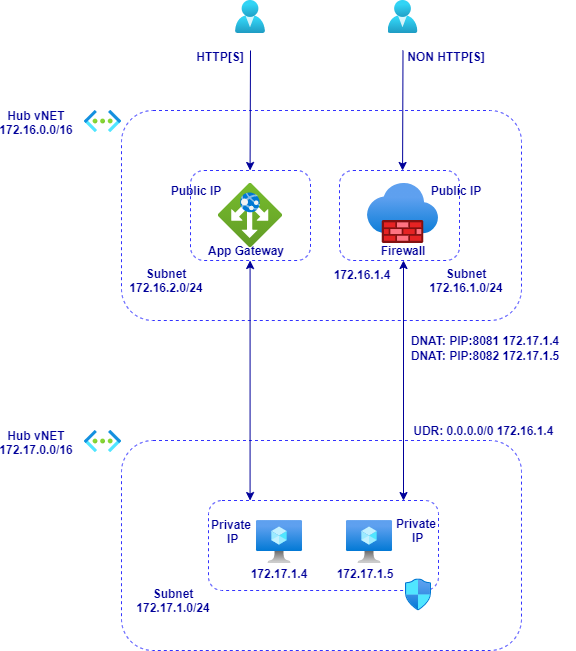 HTTP[S]
NON HTTP[S]
Hub vNET
172.16.0.0/16
Public IP
Public IP
App Gateway
Firewall
Subnet
172.16.2.0/24
172.16.1.4
Subnet
172.16.1.0/24
DNAT: PIP:8081 172.17.1.4
DNAT: PIP:8082 172.17.1.5
Hub vNET
172.17.0.0/16
UDR: 0.0.0.0/0 172.16.1.4
Private
IP
Private
IP
172.17.1.4
172.17.1.5
Subnet
172.17.1.0/24